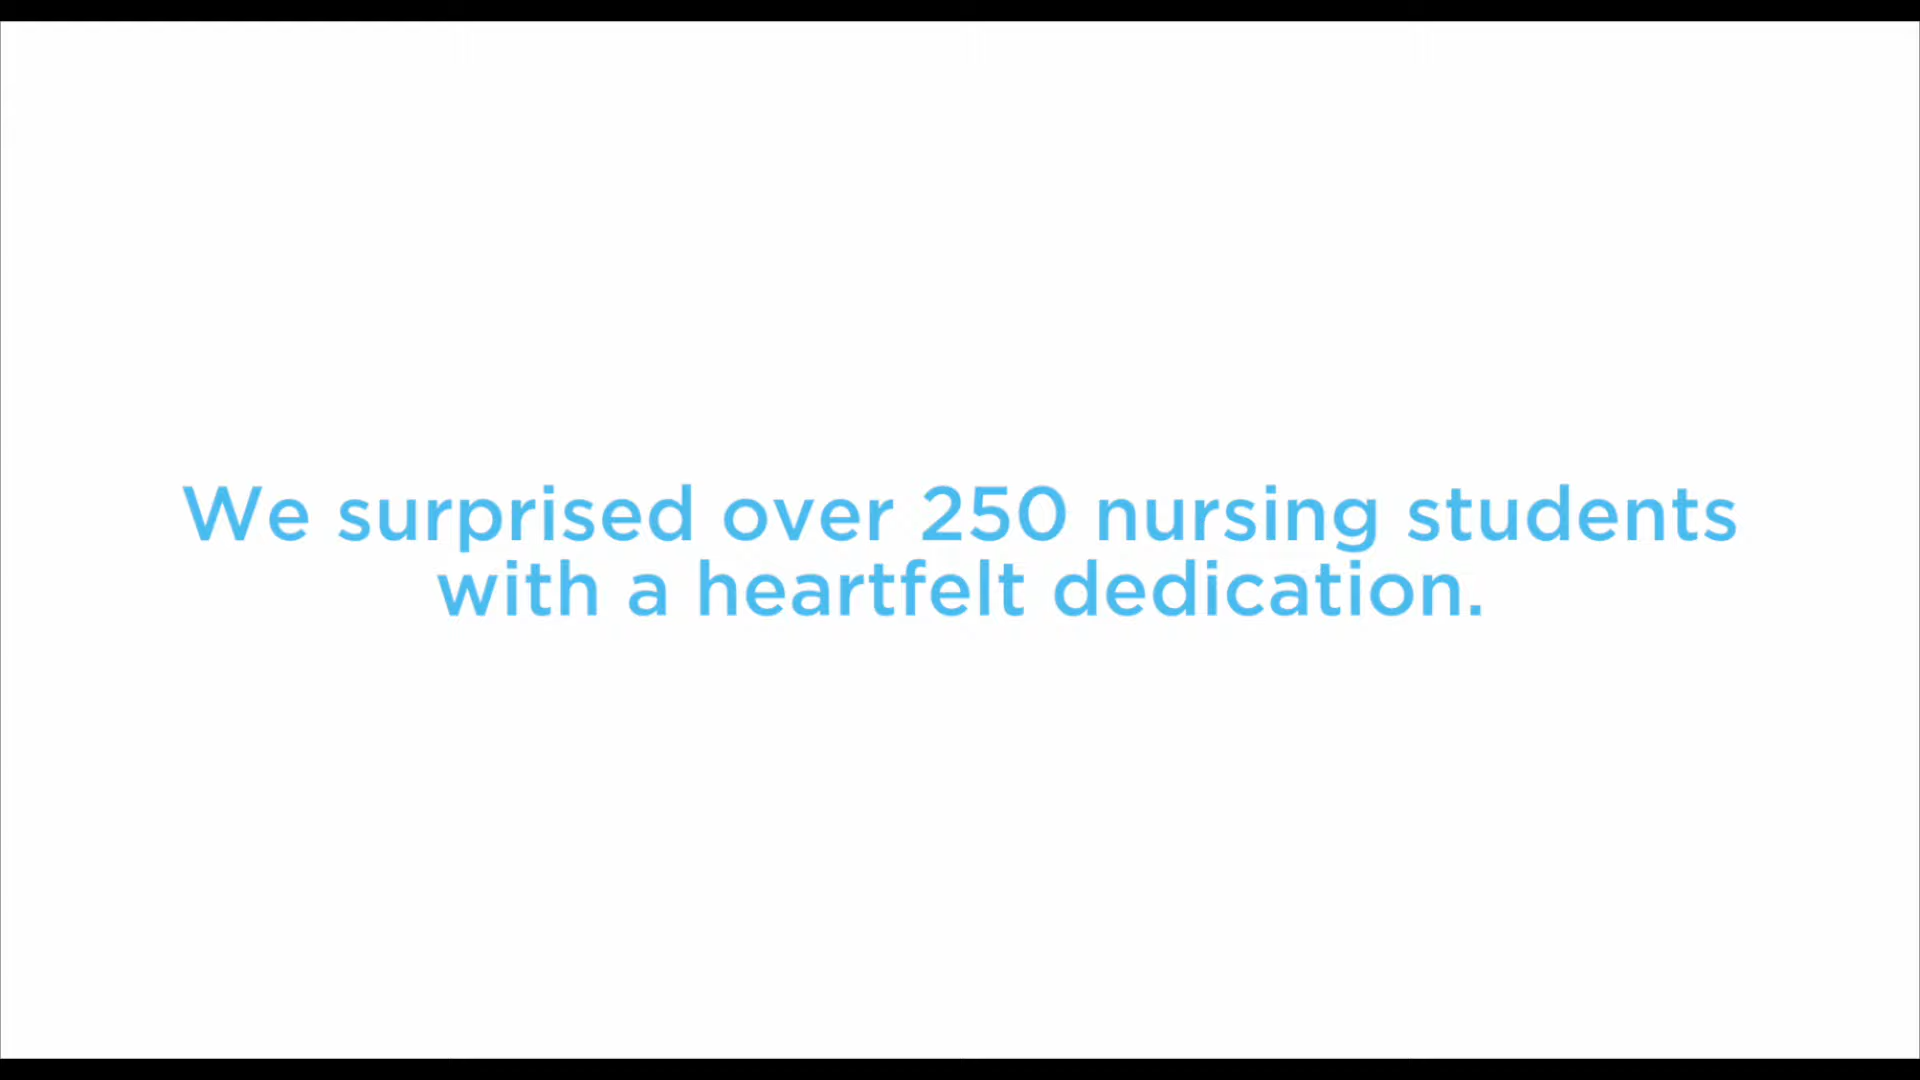 We surprised over 250 nursing students
with a heartfelt dedication.